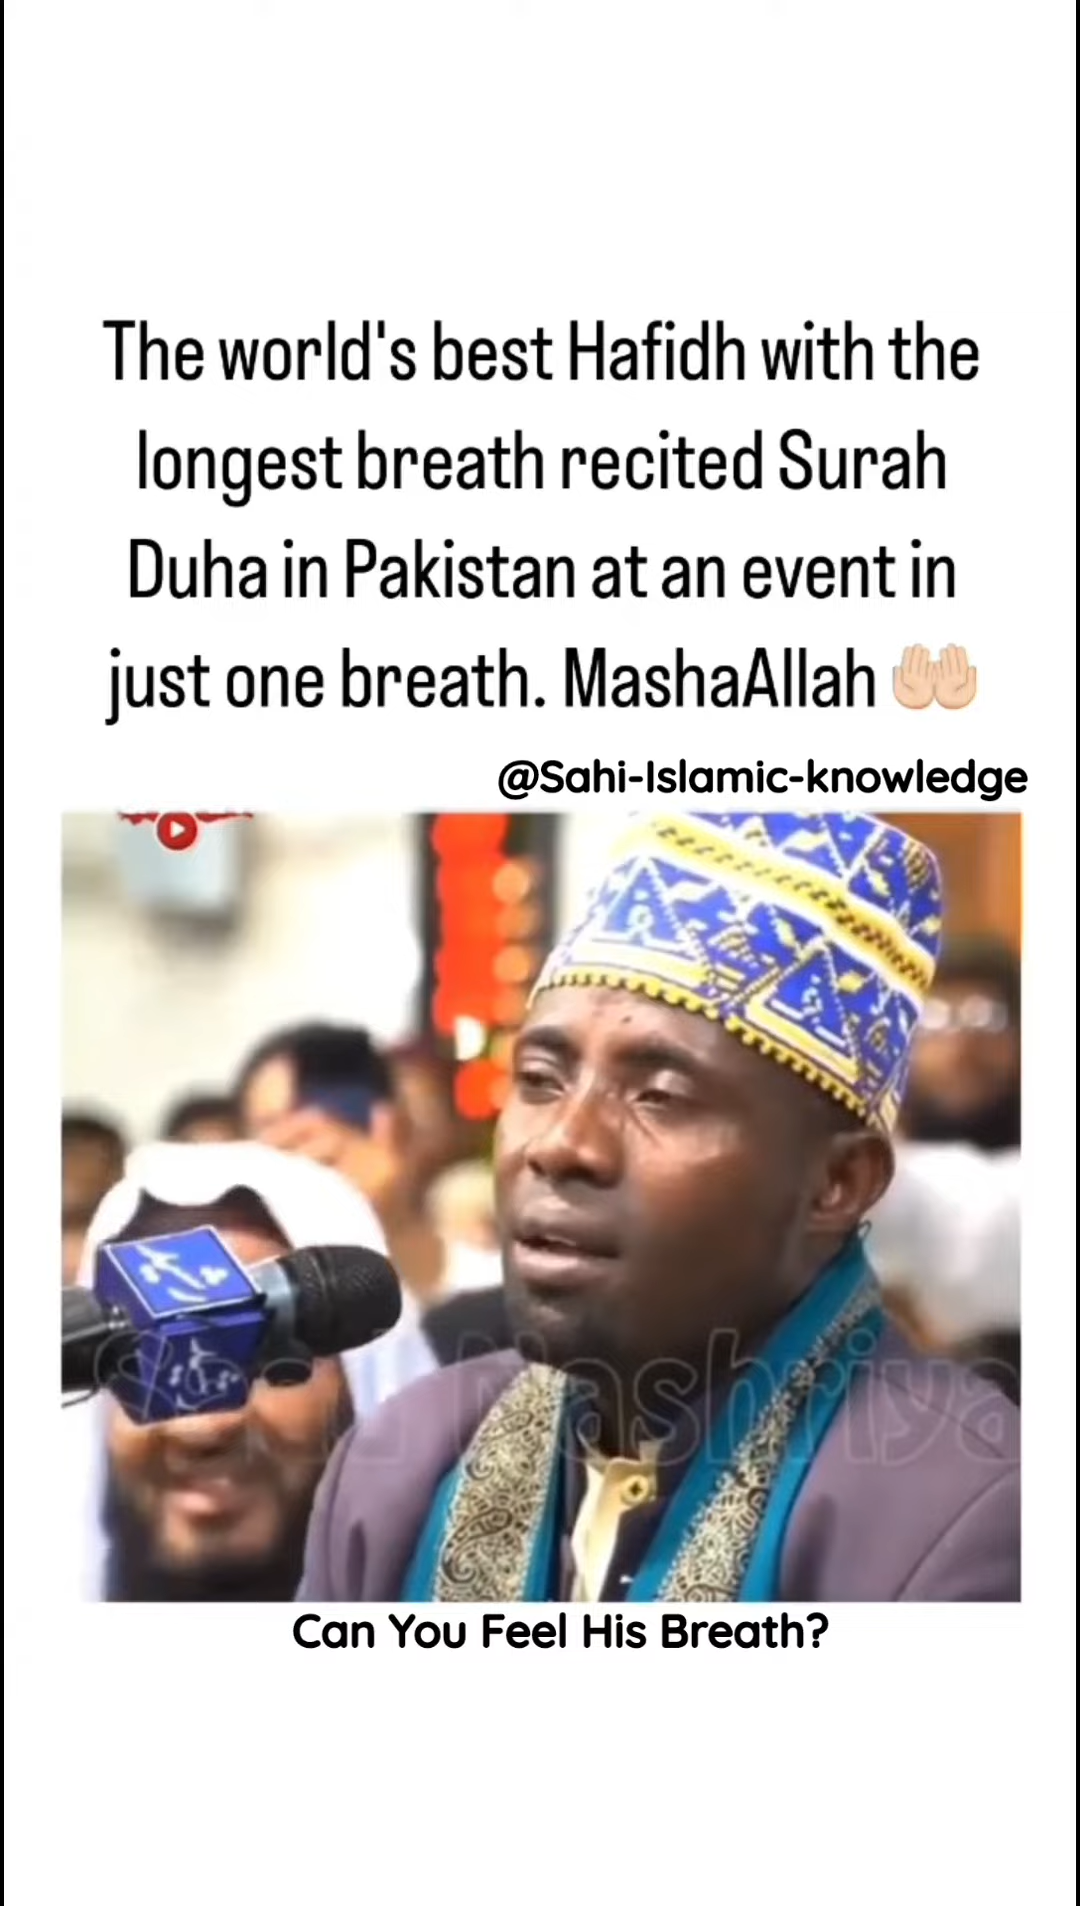 The world's best Hafidh with the
longest breath recited Surah
Duha in Pakistan at an event in
just one breath. MashaAllah 🤲🏻
@Sahi-Islamic-knowledge
Nashriya
Can You Feel His Breath?